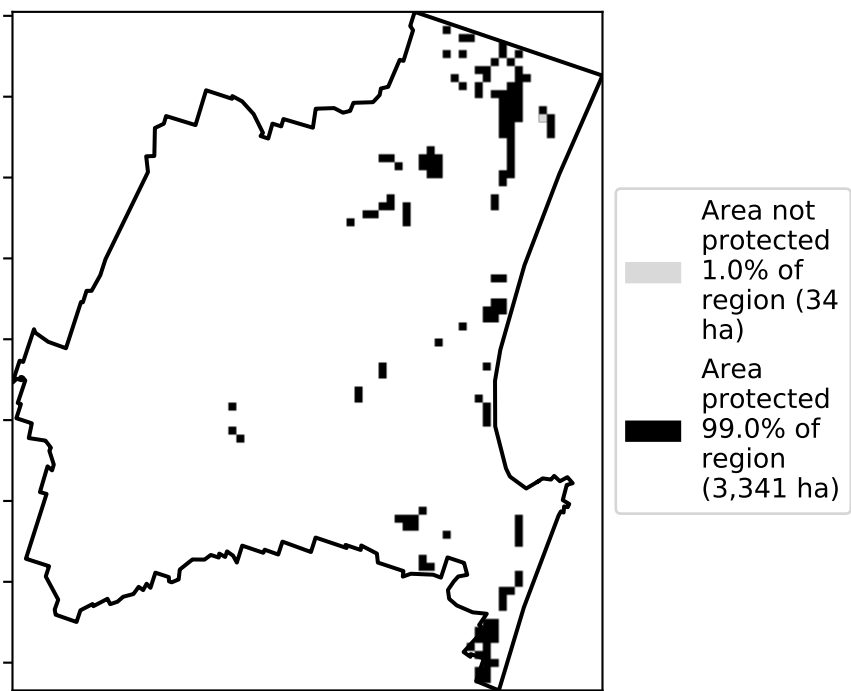 Area not
protected
1.0% of
region (34
ha)
Area
protected
99.0% of
region
(3,341 ha)